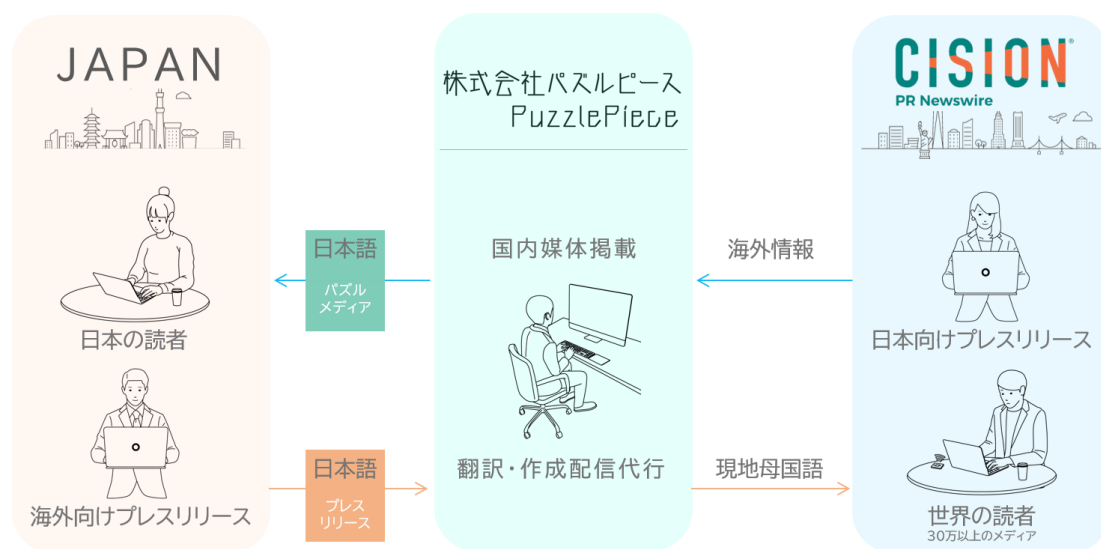 JAPAN
日本の読者
海外向けプレスリリース
日本語
パズル
メディア
日本語
プレス
リリース
株式会社パズルピース
PuzzlePiece
国内媒体掲載
翻訳・作成配信代行
海外情報
現地母国語
CISION®
PR Newswire
日本向けプレスリリース
世界の読者
30万以上のメディア